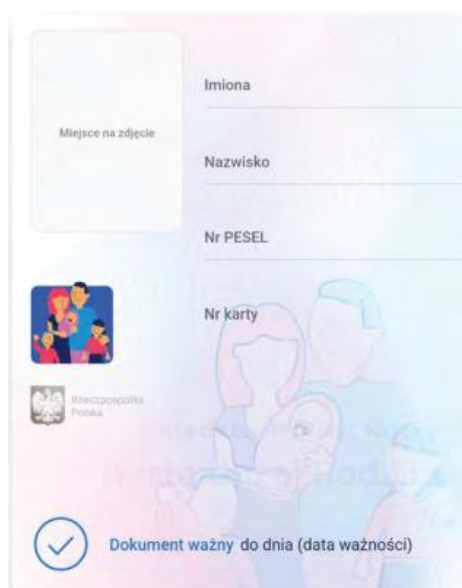 Miejsce na zdjęcie
Imiona
Nazwisko
Nr PESEL
Nr karty
Rzeczpospolita
Polska
Dokument ważny do dnia (data ważności)